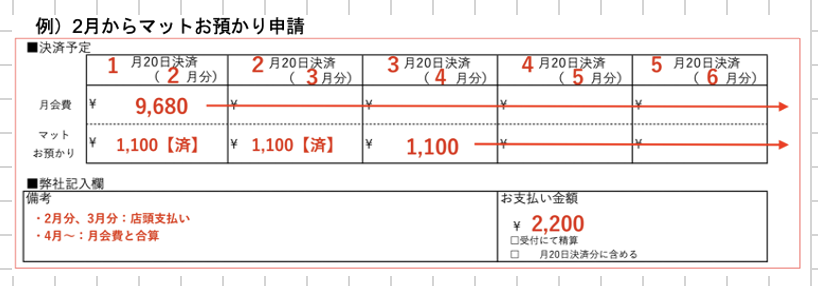 例）2月からマットお預かり申請
■決済予定
1 月20日決済 2 月20日決済 3 月20日決済 4 月20日決済 5 月20日決済
（ 2 月分） （ 3 月分） （ 4 月分） （ 5 月分） （ 6 月分）
月会費 ¥ 9,680 ¥ ¥ ¥ ¥
マット
お預かり ¥ 1,100【済】 ¥ 1,100【済】 ¥ 1,100 ¥ ¥
■弊社記入欄
備考
・2月分、3月分：店頭支払い
・4月～：月会費と合算
お支払い金額
¥ 2,200
□受付にて精算
□ 月20日決済分に含める